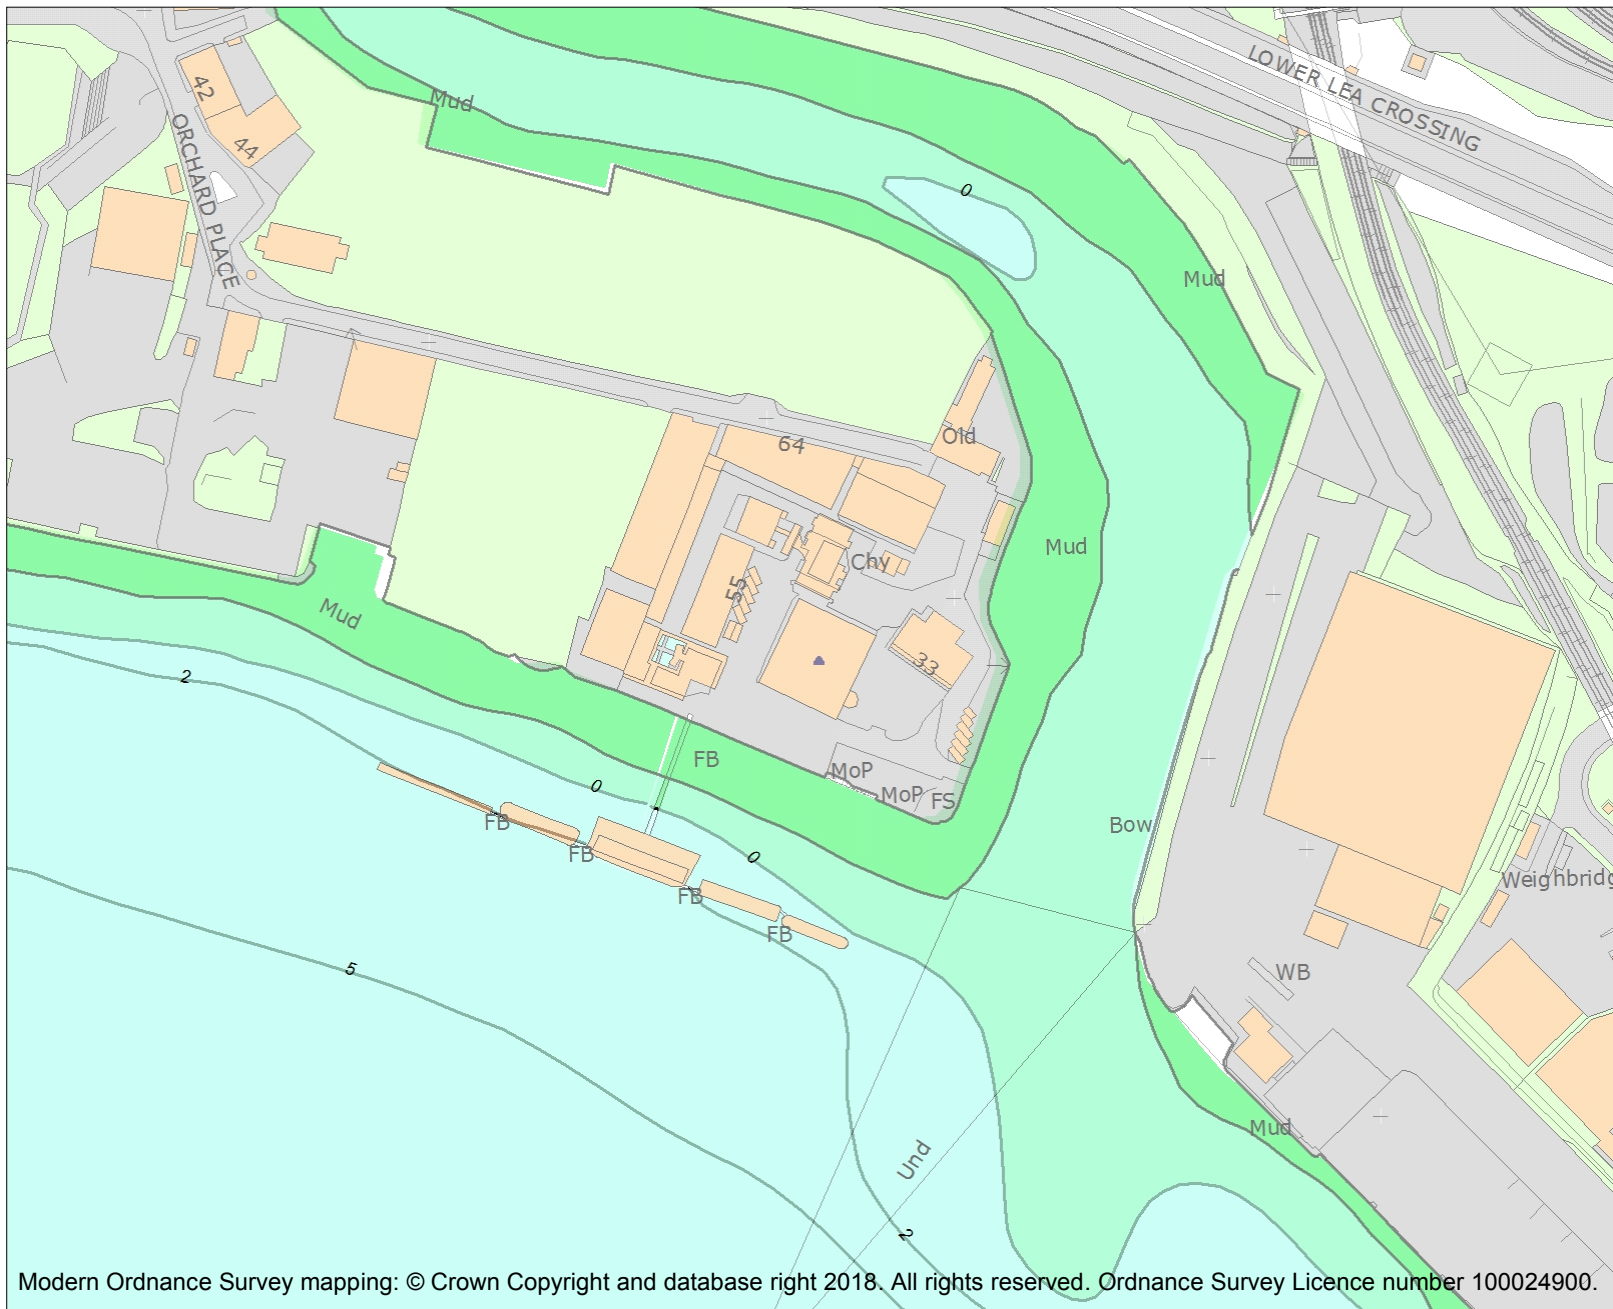 LOWER LEA CROSSING
42
Mud
44
ORCHARD PLACE
0
Mud
Old
64
Mud
Chy
55
Mud
33
2
FB
MoP
0
MoP
FS
FB
Bow
FB
0
Weighbridg
FB
FB
5
WB
Mud
Und
2
Modern Ordnance Survey mapping: © Crown Copyright and database right 2018. All rights reserved. Ordnance Survey Licence number 100024900.